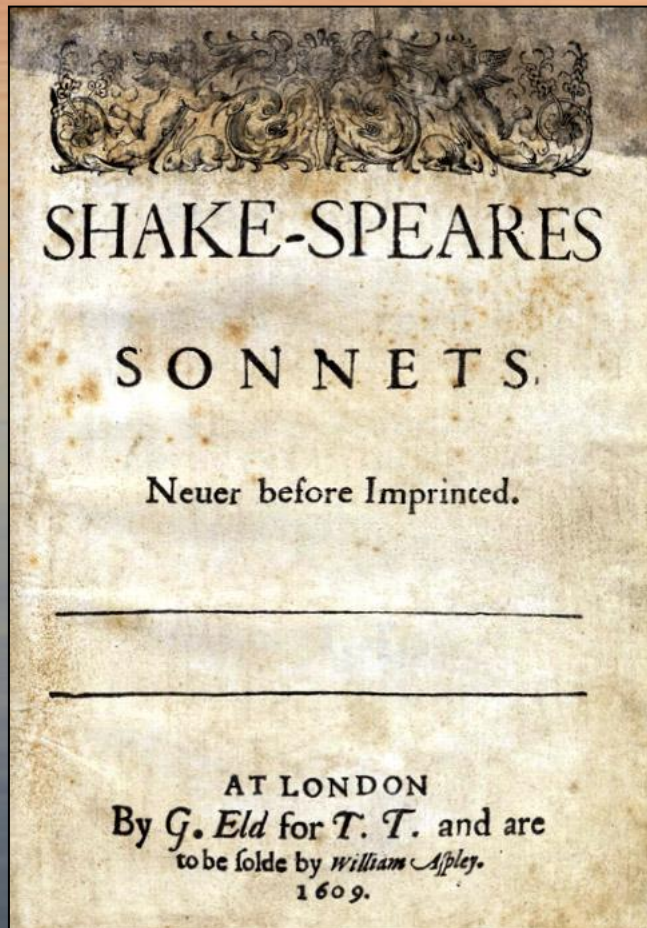 SHAKE-SPEARES
SONNETS.
Neuer before Imprinted.
AT LONDON
By G. Eld for T. T. and are
to be ſolde by William Aſpley.
1609.